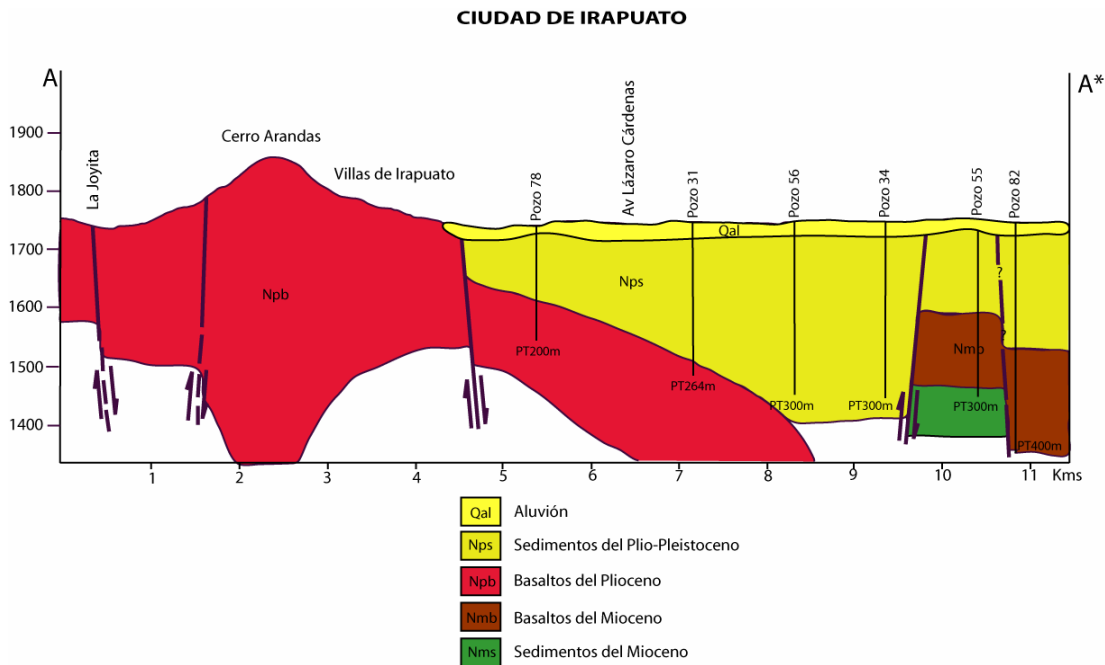 CIUDAD DE IRAPUATO
A
A*
1900
1800
1700
1600
1500
1400
La Joyita
Cerro Arandas
Villas de Irapuato
Pozo 78
Av Lázaro Cárdenas
Pozo 31
Pozo 56
Pozo 34
Pozo 55
Pozo 82
Qal
Nps
Npb
Nmb
?
?
PT200m
PT264m
PT300m
PT300m
PT300m
PT400m
1 2 3 4 5 6 7 8 9 10 11 Kms
Qal Aluvión
Nps Sedimentos del Plio-Pleistoceno
Npb Basaltos del Plioceno
Nmb Basaltos del Mioceno
Nms Sedimentos del Mioceno